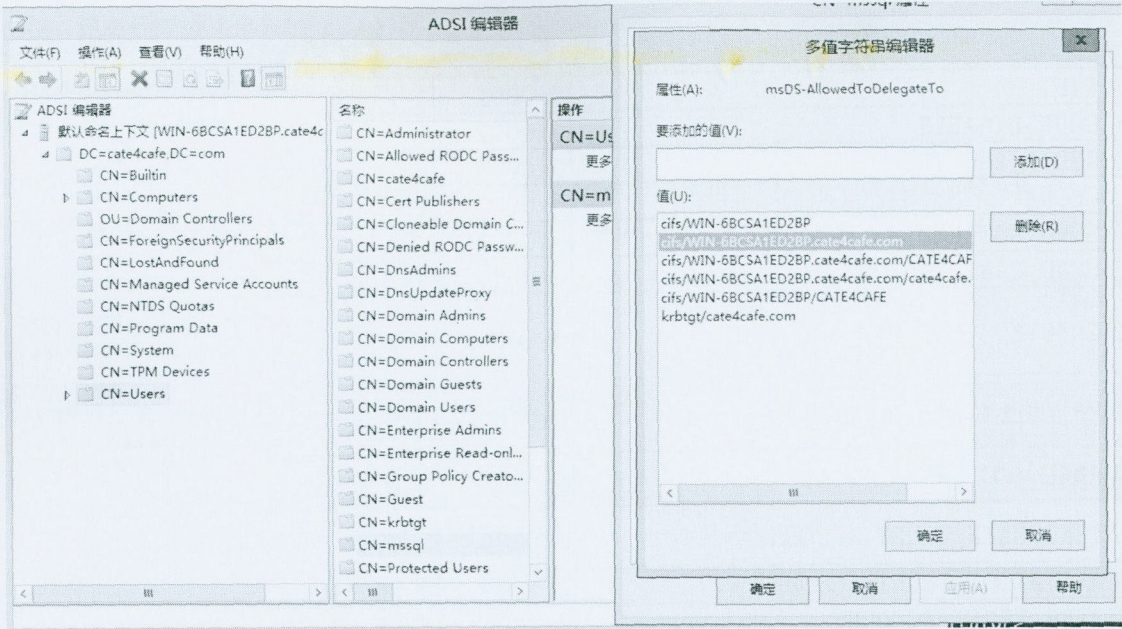 ADSI 编辑器
文件(F) 操作(A) 查看(V) 帮助(H)
ADSI 编辑器
默认命名上下文 [WIN-6BCSA1ED2BP.cate4c
DC=cate4cafe,DC=com
CN=Builtin
CN=Computers
OU=Domain Controllers
CN=ForeignSecurityPrincipals
CN=LostAndFound
CN=Managed Service Accounts
CN=NTDS Quotas
CN=Program Data
CN=System
CN=TPM Devices
CN=Users
名称
CN=Administrator
CN=Allowed RODC Pass...
CN=cate4cafe
CN=Cert Publishers
CN=Cloneable Domain C...
CN=Denied RODC Passw...
CN=DnsAdmins
CN=DnsUpdateProxy
CN=Domain Admins
CN=Domain Computers
CN=Domain Controllers
CN=Domain Guests
CN=Domain Users
CN=Enterprise Admins
CN=Enterprise Read-onl...
CN=Group Policy Creato...
CN=Guest
CN=krbtgt
CN=mssql
CN=Protected Users
操作
CN=Us
更多
CN=m
更多
多值字符串编辑器
属性(A): msDS-AllowedToDelegateTo
要添加的值(V):
添加(D)
值(U):
cifs/WIN-6BCSA1ED2BP
cifs/WIN-6BCSA1ED2BP.cate4cafe.com
cifs/WIN-6BCSA1ED2BP.cate4cafe.com/CATE4CAF
cifs/WIN-6BCSA1ED2BP.cate4cafe.com/cate4cafe.
cifs/WIN-6BCSA1ED2BP/CATE4CAFE
krbtgt/cate4cafe.com
删除(R)
确定 取消
确定 取消 应用(A) 帮助